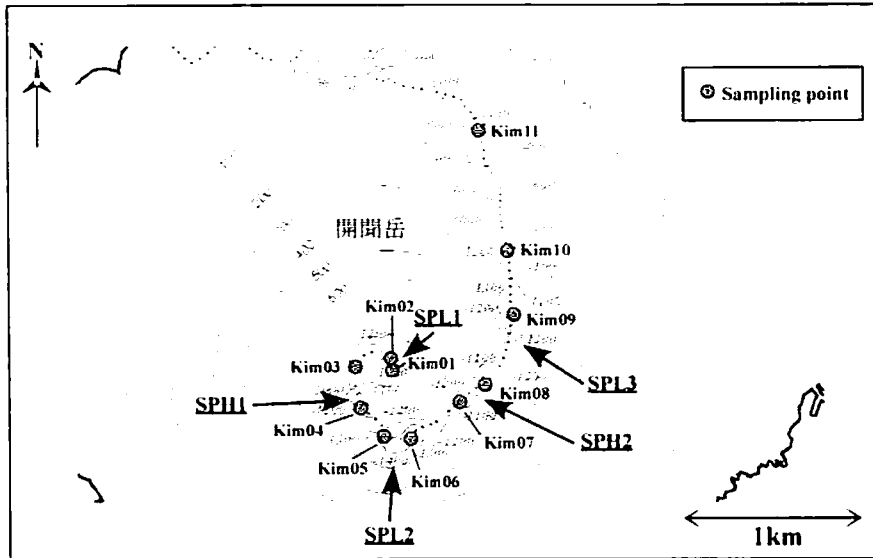 N
Sampling point
Kim11
開聞岳
Kim10
Kim02
SPL1
Kim09
Kim03
Kim01
SPL3
Kim08
SPH1
Kim04
Kim07
SPH2
Kim05
Kim06
SPL2
1km